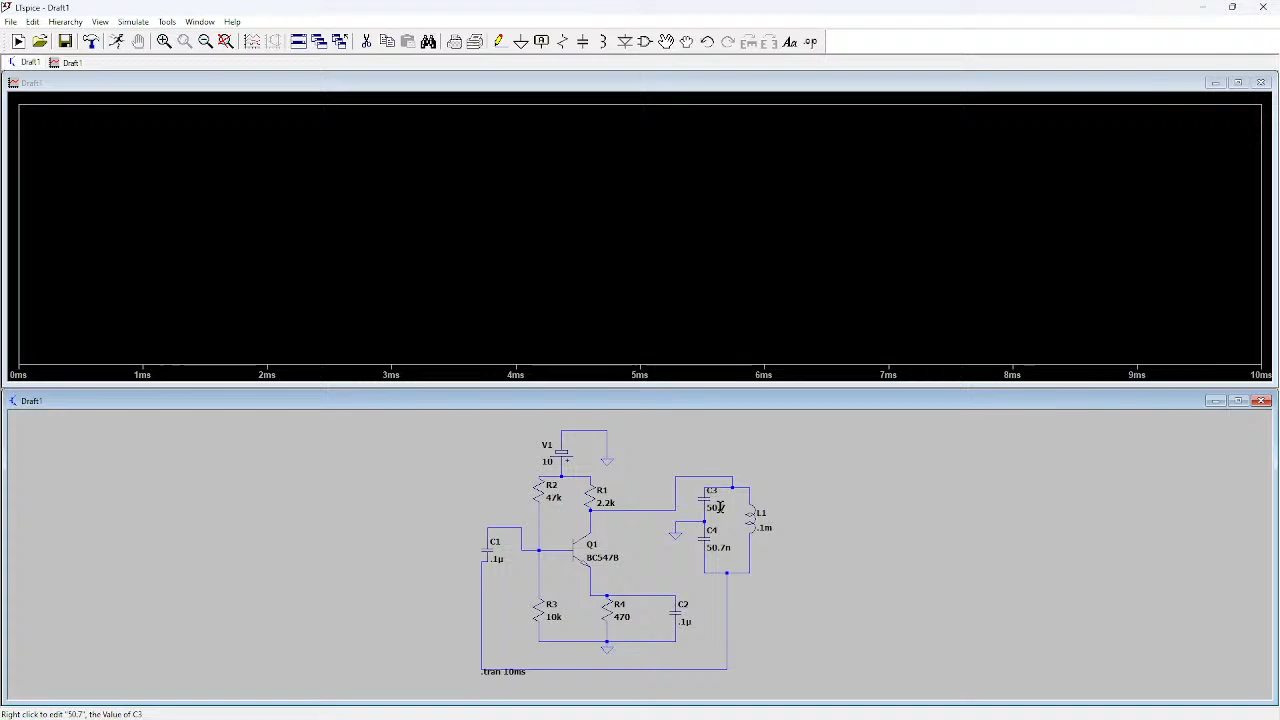 LTspice - Draft1
File Edit Hierarchy View Simulate Tools Window Help
Draft1 Draft1
Draft1
0ms 1ms 2ms 3ms 4ms 5ms 6ms 7ms 8ms 9ms 10ms
Draft1
V1
10
R2
47k
R1
2.2k
C3
L1
.1m
C4
50.7n
C1
.1µ
Q1
BC547B
R3
10k
R4
470
C2
.1µ
.tran 10ms
Right click to edit "50.7", the Value of C3